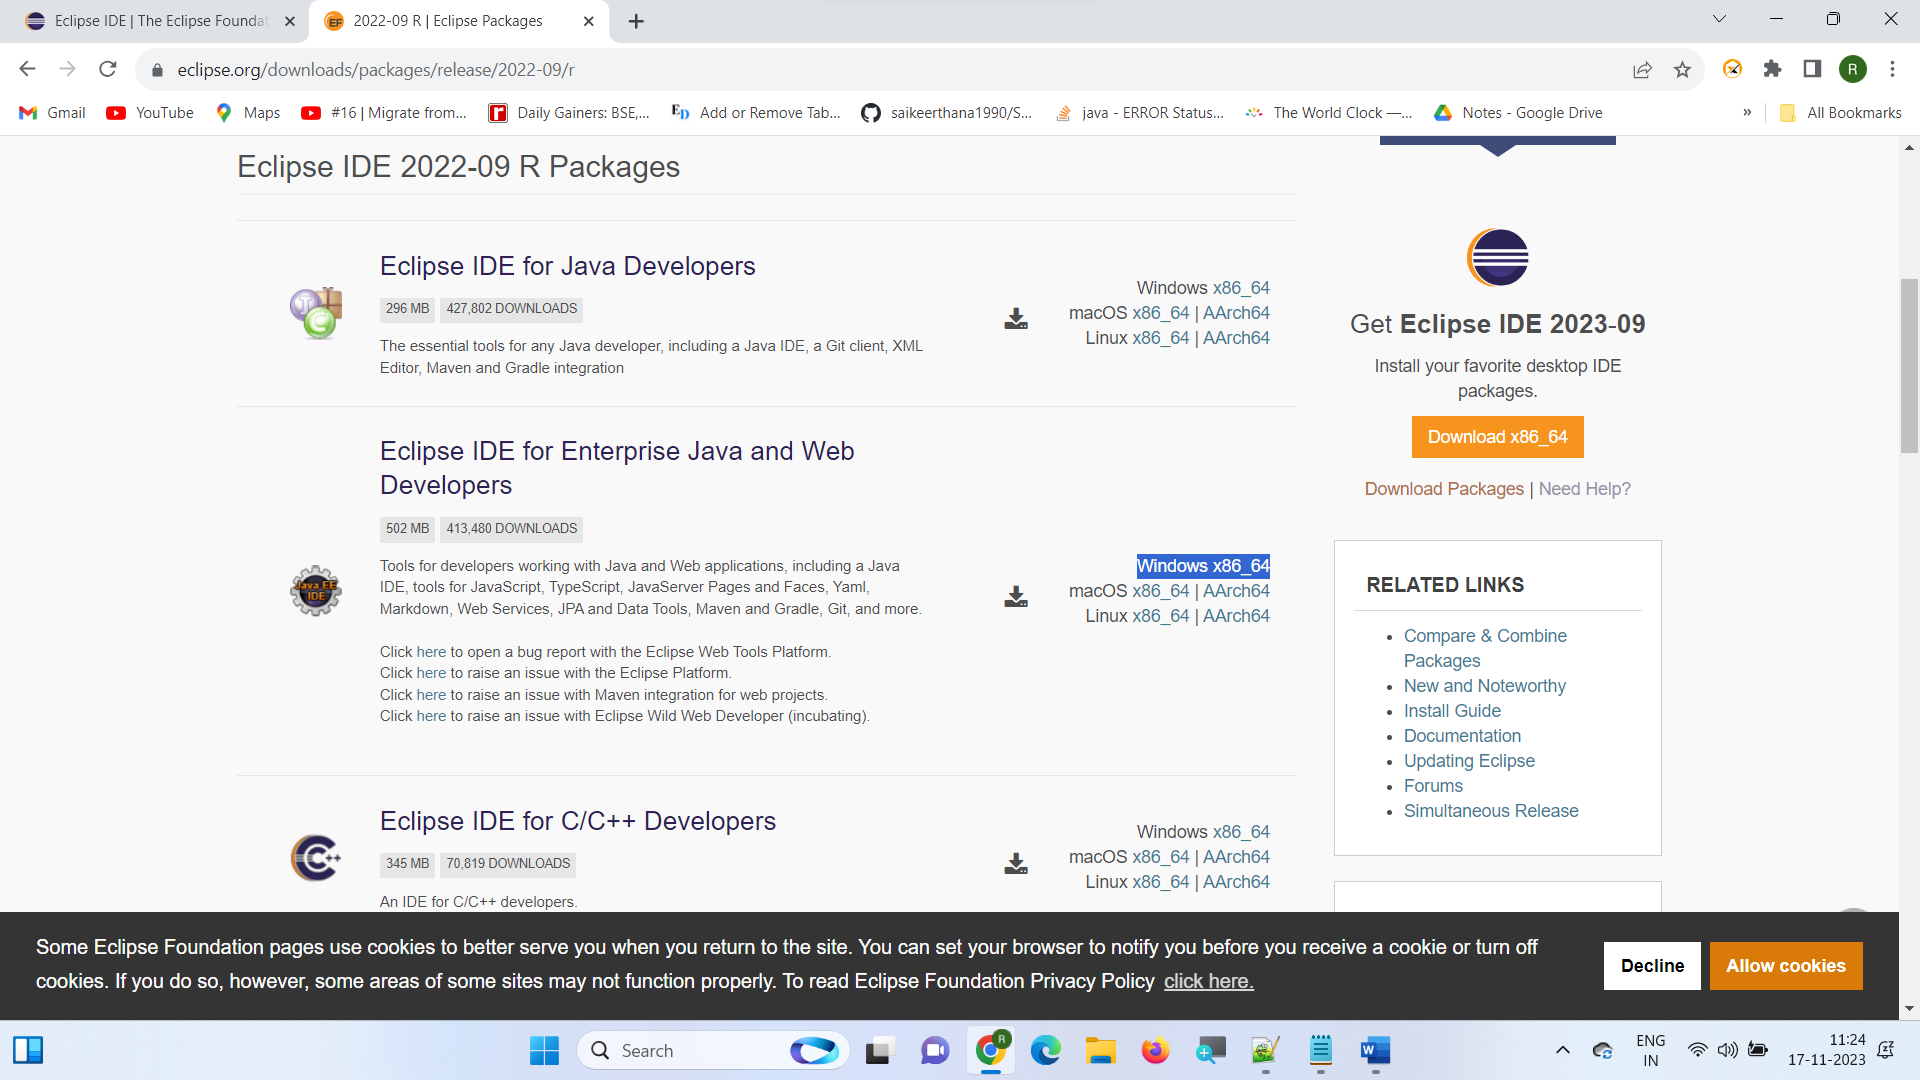 Eclipse IDE | The Eclipse Foundat
2022-09 R | Eclipse Packages
eclipse.org/downloads/packages/release/2022-09/r
R
Gmail
YouTube
Maps
#16 | Migrate from...
Daily Gainers: BSE,...
Add or Remove Tab...
saikeerthana1990/S...
java - ERROR Status...
The World Clock —...
Notes - Google Drive
»
All Bookmarks
Eclipse IDE 2022-09 R Packages
Eclipse IDE for Java Developers
296 MB
427,802 DOWNLOADS
The essential tools for any Java developer, including a Java IDE, a Git client, XML
Editor, Maven and Gradle integration
Windows x86_64
macOS x86_64 | AArch64
Linux x86_64 | AArch64
Eclipse IDE for Enterprise Java and Web
Developers
502 MB
413,480 DOWNLOADS
Java EE
IDE
Tools for developers working with Java and Web applications, including a Java
IDE, tools for JavaScript, TypeScript, JavaServer Pages and Faces, Yaml,
Markdown, Web Services, JPA and Data Tools, Maven and Gradle, Git, and more.
Click here to open a bug report with the Eclipse Web Tools Platform.
Click here to raise an issue with the Eclipse Platform.
Click here to raise an issue with Maven integration for web projects.
Click here to raise an issue with Eclipse Wild Web Developer (incubating).
Windows x86_64
macOS x86_64 | AArch64
Linux x86_64 | AArch64
Eclipse IDE for C/C++ Developers
345 MB
70,819 DOWNLOADS
An IDE for C/C++ developers.
Windows x86_64
macOS x86_64 | AArch64
Linux x86_64 | AArch64
Get Eclipse IDE 2023-09
Install your favorite desktop IDE
packages.
Download x86_64
Download Packages | Need Help?
RELATED LINKS
Compare & Combine
Packages
New and Noteworthy
Install Guide
Documentation
Updating Eclipse
Forums
Simultaneous Release
Some Eclipse Foundation pages use cookies to better serve you when you return to the site. You can set your browser to notify you before you receive a cookie or turn off
cookies. If you do so, however, some areas of some sites may not function properly. To read Eclipse Foundation Privacy Policy click here.
Decline
Allow cookies
Search
ENG
IN
11:24
17-11-2023